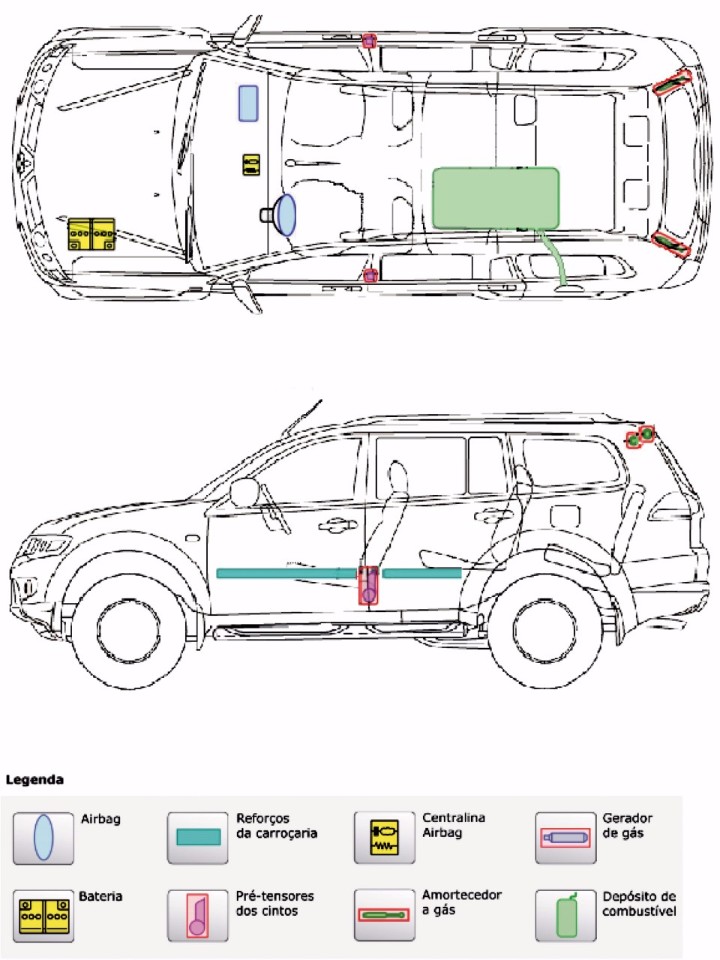 Legenda
Airbag
Reforços
da carroçaria
Centralina
Airbag
Gerador
de gás
Bateria
Pré-tensores
dos cintos
Amortecedor
a gás
Depósito de
combustível